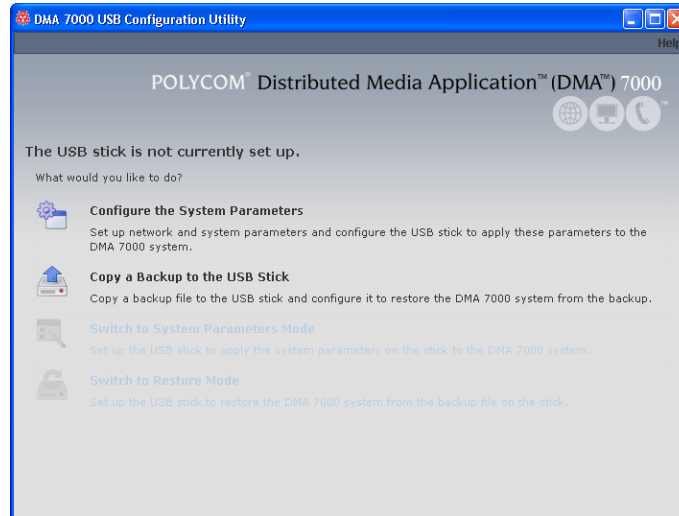 DMA 7000 USB Configuration Utility
Help
POLYCOM® Distributed Media Application™ (DMA™) 7000
™
The USB stick is not currently set up.
What would you like to do?
Configure the System Parameters
Set up network and system parameters and configure the USB stick to apply these parameters to the
DMA 7000 system.
Copy a Backup to the USB Stick
Copy a backup file to the USB stick and configure it to restore the DMA 7000 system from the backup.
Switch to System Parameters Mode
Set up the USB stick to apply the system parameters on the stick to the DMA 7000 system.
Switch to Restore Mode
Set up the USB stick to restore the DMA 7000 system from the backup file on the stick.